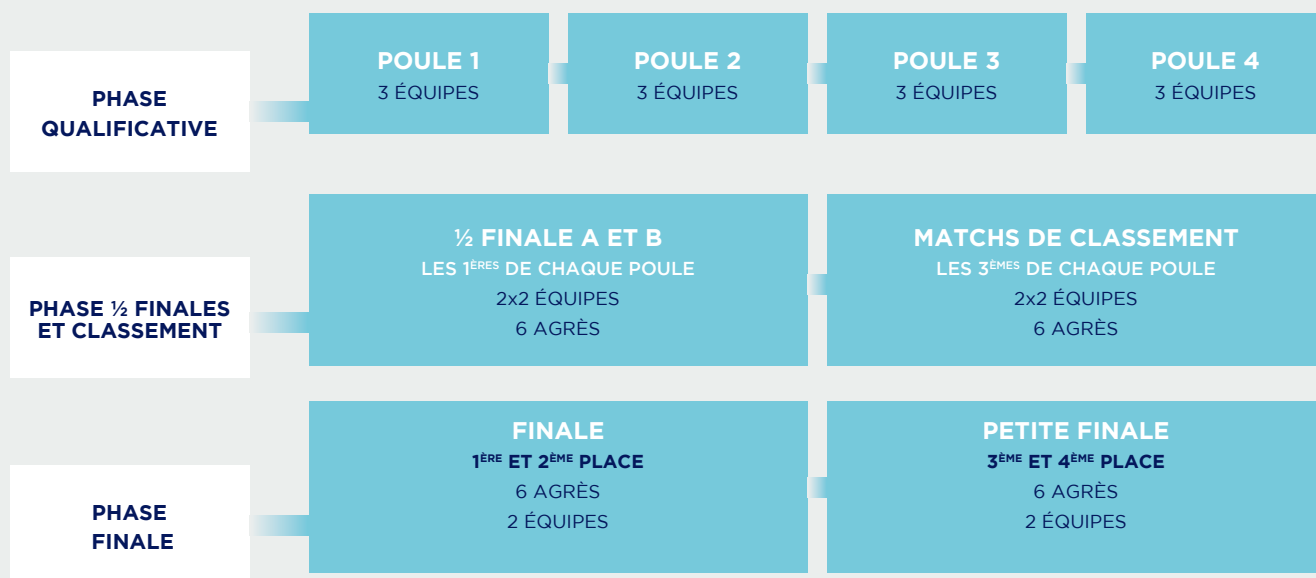 PHASE
QUALIFICATIVE
POULE 1
3 ÉQUIPES
POULE 2
3 ÉQUIPES
POULE 3
3 ÉQUIPES
POULE 4
3 ÉQUIPES
PHASE ½ FINALES
ET CLASSEMENT
½ FINALE A ET B
LES 1ÈRES DE CHAQUE POULE
2x2 ÉQUIPES
6 AGRÈS
MATCHS DE CLASSEMENT
LES 3ÈMES DE CHAQUE POULE
2x2 ÉQUIPES
6 AGRÈS
PHASE
FINALE
FINALE
1ÈRE ET 2ÈME PLACE
6 AGRÈS
2 ÉQUIPES
PETITE FINALE
3ÈME ET 4ÈME PLACE
6 AGRÈS
2 ÉQUIPES